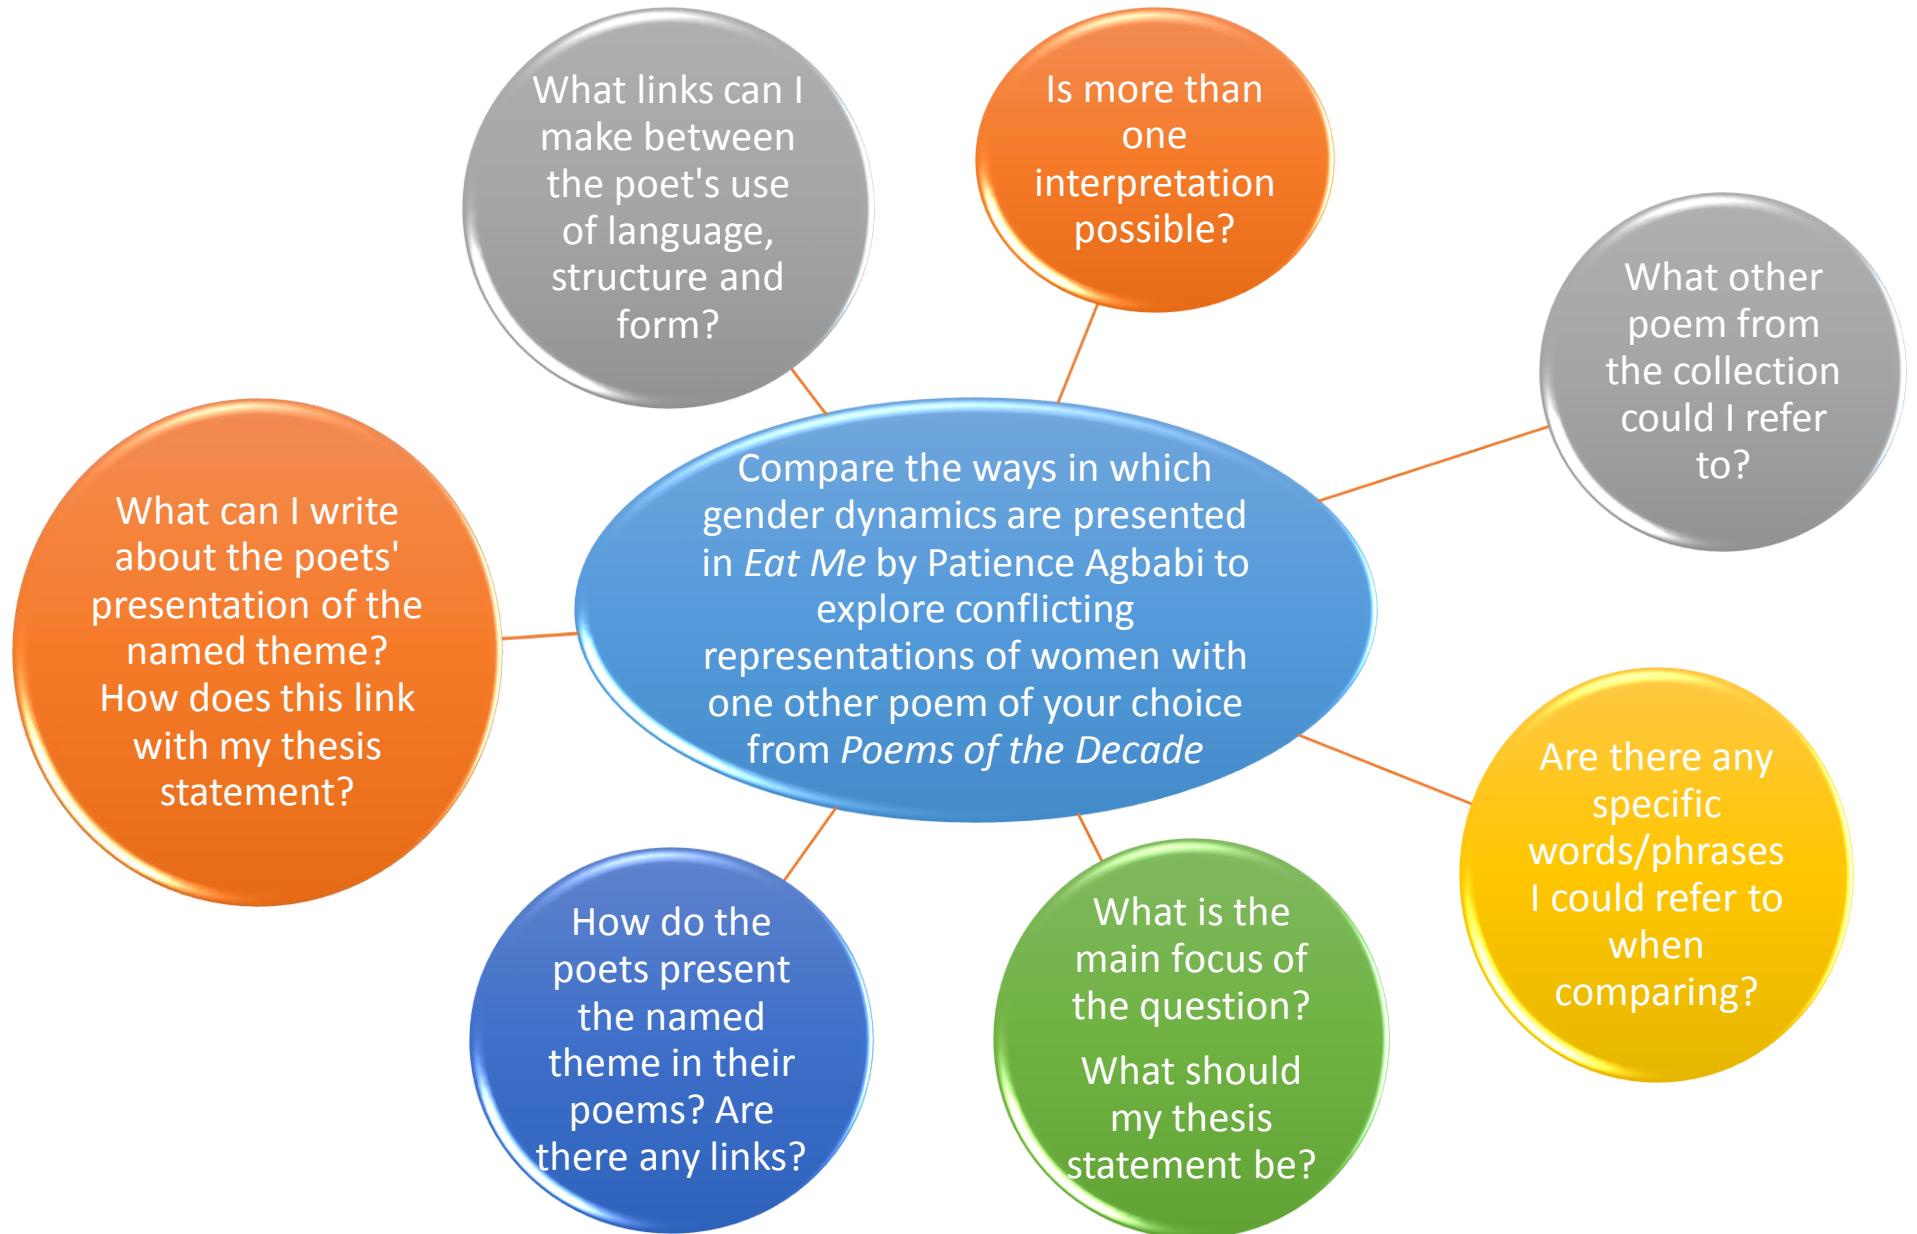 What links can I
make between
the poet's use
of language,
structure and
form?
Is more than
one
interpretation
possible?
What other
poem from
the collection
could I refer
to?
Compare the ways in which
gender dynamics are presented
in Eat Me by Patience Agbabi to
explore conflicting
representations of women with
one other poem of your choice
from Poems of the Decade
What can I write
about the poets'
presentation of the
named theme?
How does this link
with my thesis
statement?
Are there any
specific
words/phrases
I could refer to
when
comparing?
How do the
poets present
the named
theme in their
poems? Are
there any links?
What is the
main focus of
the question?
What should
my thesis
statement be?